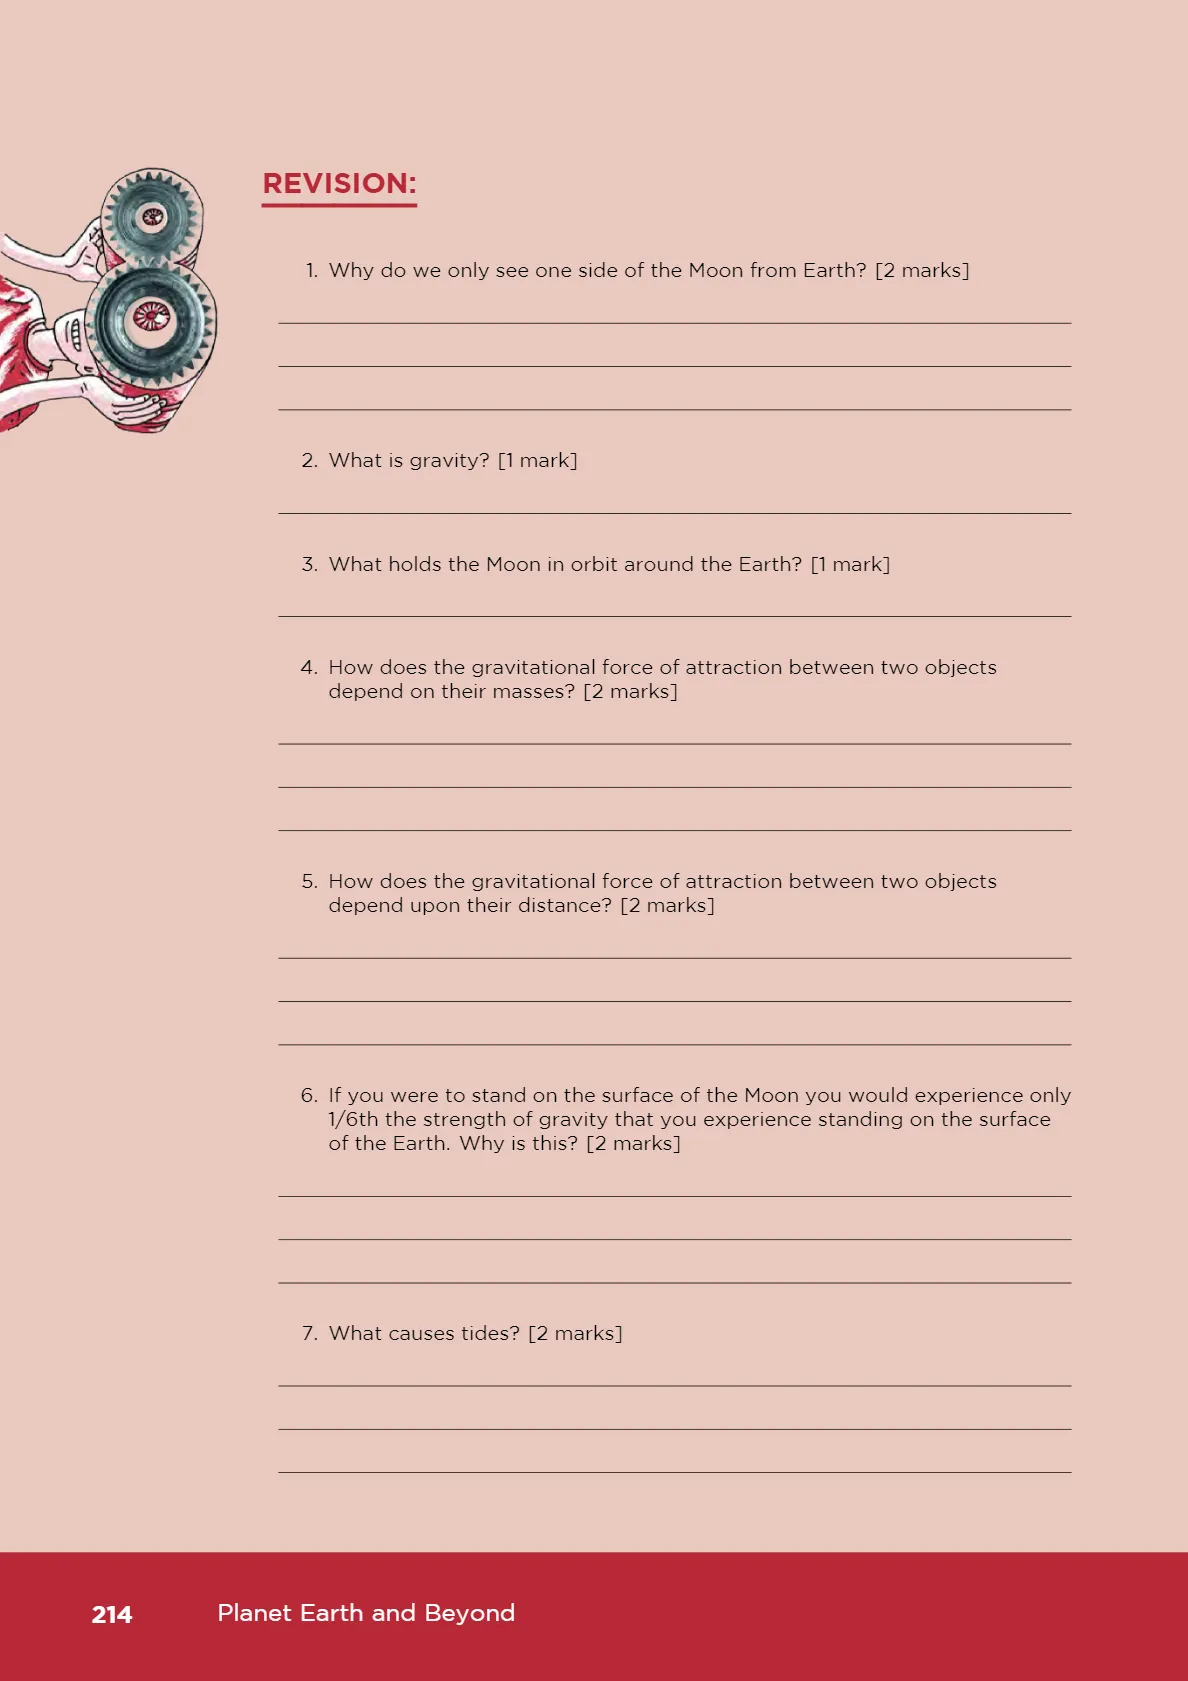 REVISION:
1. Why do we only see one side of the Moon from Earth? [2 marks]
2. What is gravity? [1 mark]
3. What holds the Moon in orbit around the Earth? [1 mark]
4. How does the gravitational force of attraction between two objects
depend on their masses? [2 marks]
5. How does the gravitational force of attraction between two objects
depend upon their distance? [2 marks]
6. If you were to stand on the surface of the Moon you would experience only
1/6th the strength of gravity that you experience standing on the surface
of the Earth. Why is this? [2 marks]
7. What causes tides? [2 marks]
214 Planet Earth and Beyond